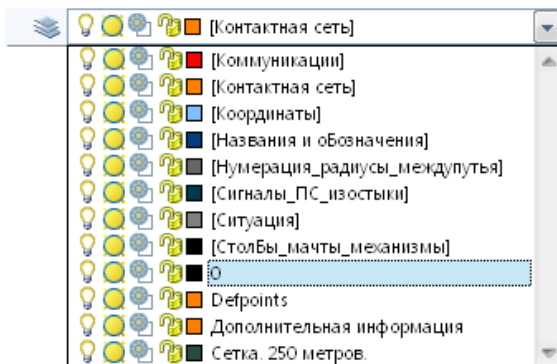 [Контактная сеть]
[Коммуникации]
[Контактная сеть]
[Координаты]
[Названия и обозначения]
[Нумерация_радиусы_междупутья]
[Сигналы_ПС_изостыки]
[Ситуация]
[Столбы_мачты_механизмы]
0
Defpoints
Дополнительная информация
Сетка. 250 метров.